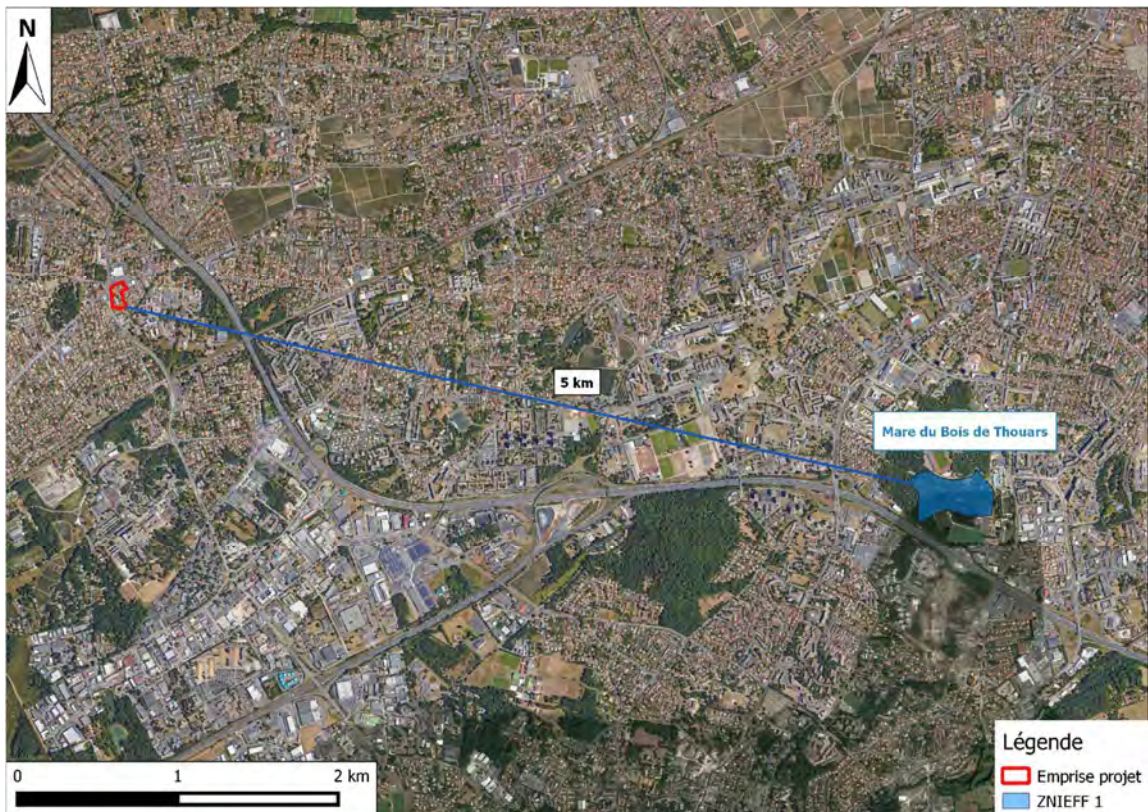 N
5 km
Mare du Bois de Thouars
0 1 2 km
Légende
Emprise projet
ZNIEFF 1